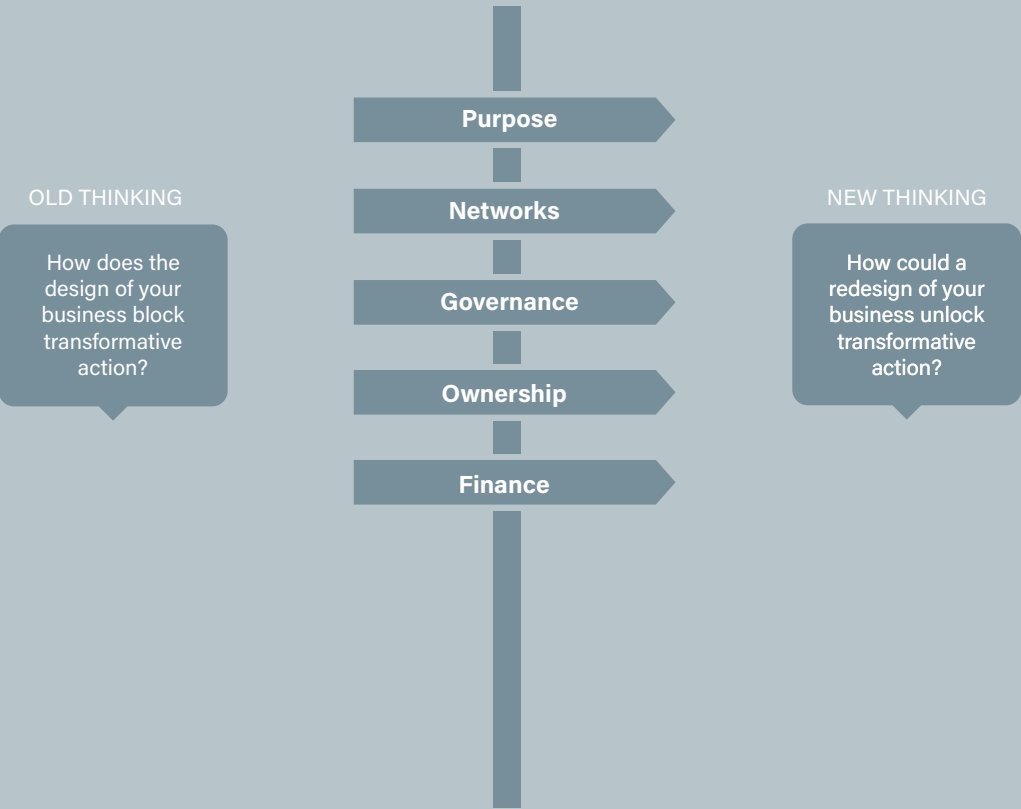 Purpose
Networks
Governance
Ownership
Finance
OLD THINKING
How does the
design of your
business block
transformative
action?
NEW THINKING
How could a
redesign of your
business unlock
transformative
action?